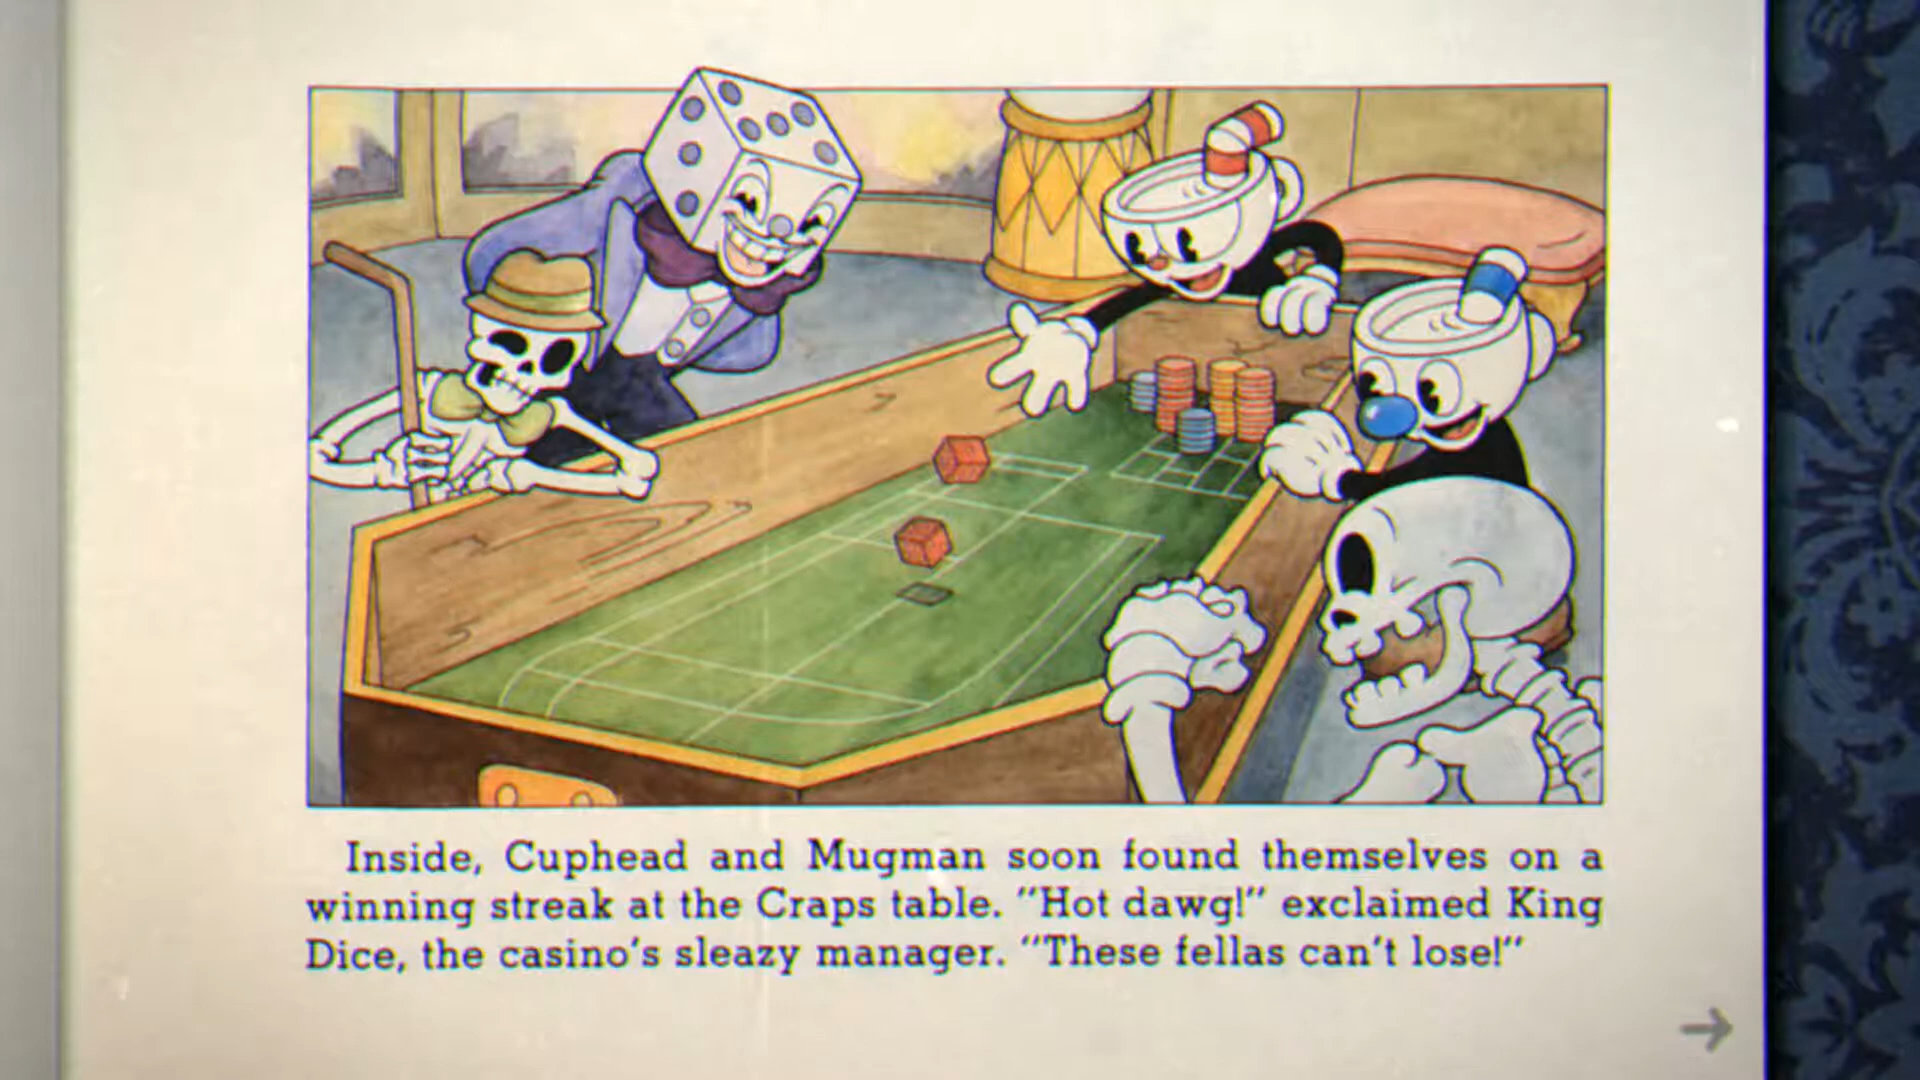 Inside, Cuphead and Mugman soon found themselves on a
winning streak at the Craps table. “Hot dawg!” exclaimed King
Dice, the casino’s sleazy manager. “These fellas can’t lose!”